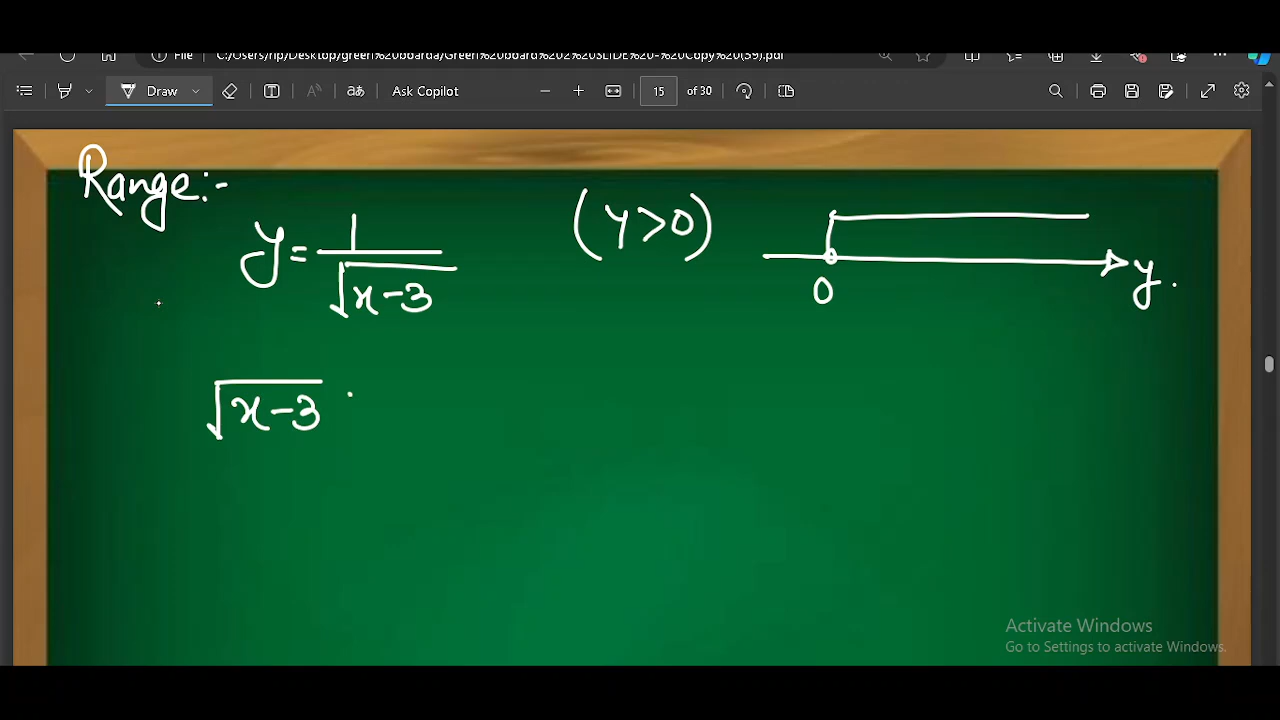 File C:/Users/hp/Desktop/green%20boarda/Green%20board%202%20SLIDE%20-%20Copy%20(39).pdf
Draw Ask Copilot 15 of 30
Range:-
y = 1/√(x-3) (y>0)
0 y.
√(x-3)
Activate Windows
Go to Settings to activate Windows.